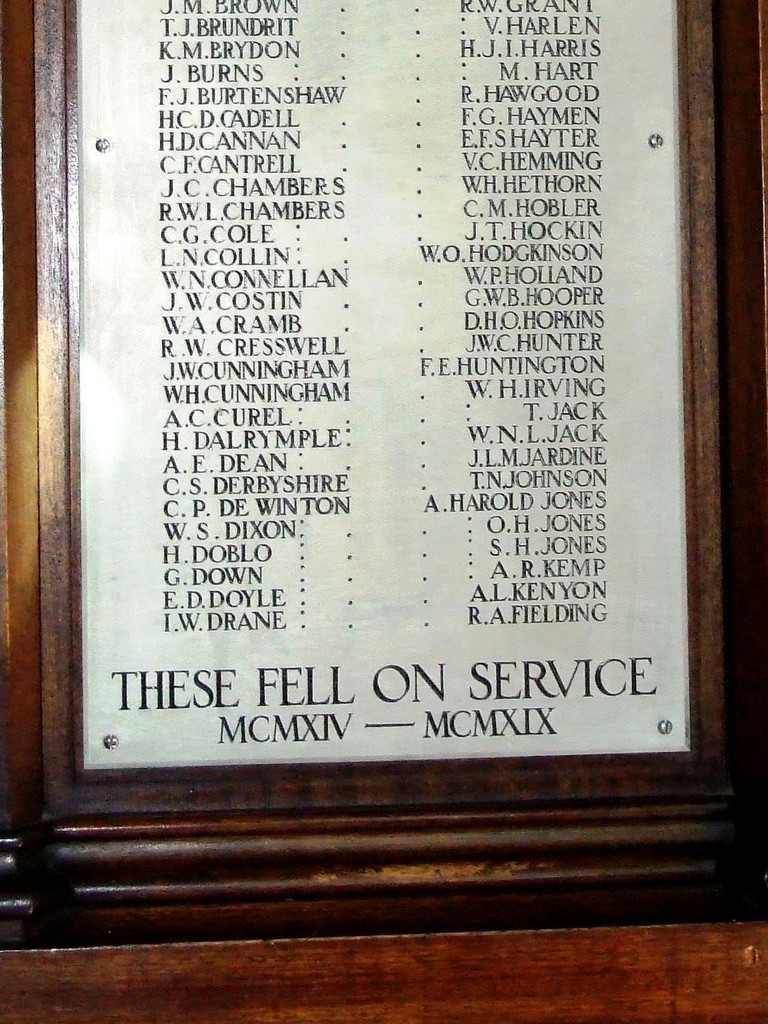 J.M.BROWN . . R.W.GRANT
T.J.BRUNDRIT . . V.HARLEN
K.M.BRYDON . . H.J.I.HARRIS
J. BURNS : . . : M. HART
F.J.BURTENSHAW R.HAWGOOD
H.C.D.CADELL . . F.G.HAYMEN
H.D.CANNAN . . E.F.S HAYTER
C.F.CANTRELL . . V.C.HEMMING
J.C.CHAMBERS . W.H.HETHORN
R.W.L.CHAMBERS . C.M.HOBLER
C.G.COLE : . . J.T.HOCKIN
L.N.COLLIN : . W.O.HODGKINSON
W.N.CONNELLAN . W.P.HOLLAND
J.W.COSTIN . . G.W.B.HOOPER
W.A.CRAMB . . D.H.O.HOPKINS
R.W.CRESSWELL . J.W.C.HUNTER
J.W.CUNNINGHAM F.E.HUNTINGTON
W.H.CUNNINGHAM . W.H.IRVING
A.C.CUREL : . . : T.JACK
H.DALRYMPLE : . W.N.L.JACK
A.E.DEAN : . . J.L.M.JARDINE
C.S.DERBYSHIRE . T.N.JOHNSON
C.P. DE WINTON A.HAROLD JONES
W.S.DIXON : . . : O.H.JONES
H.DOBLO : . . : S.H.JONES
G.DOWN : . . : A.R.KEMP
E.D.DOYLE : . . A.L.KENYON
I.W.DRANE : . . R.A.FIELDING
THESE FELL ON SERVICE
MCMXIV — MCMXIX